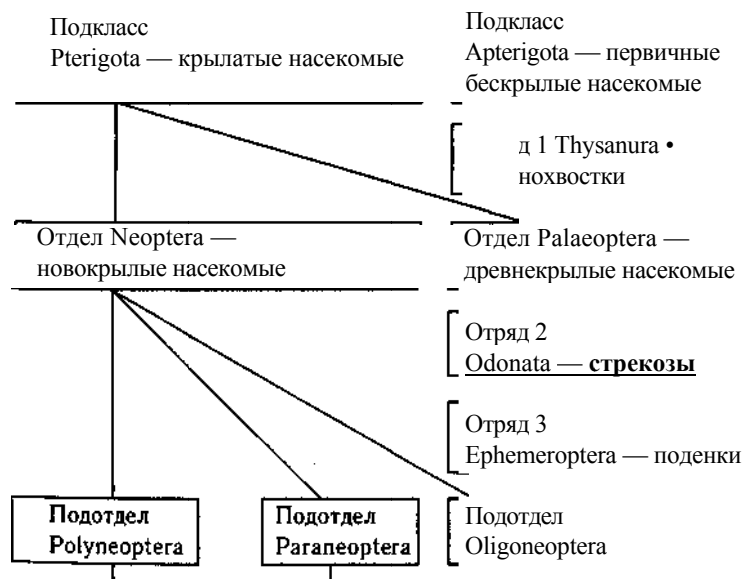 Подкласс
Pterigota — крылатые насекомые
Подкласс
Apterigota — первичные
бескрылые насекомые
д 1 Thysanura •
нохвостки
Отдел Neoptera —
новокрылые насекомые
Отдел Palaeoptera —
древнекрылые насекомые
Отряд 2
Odonata — стрекозы
Отряд 3
Ephemeroptera — поденки
Подотдел
Polyneoptera
Подотдел
Paraneoptera
Подотдел
Oligoneoptera